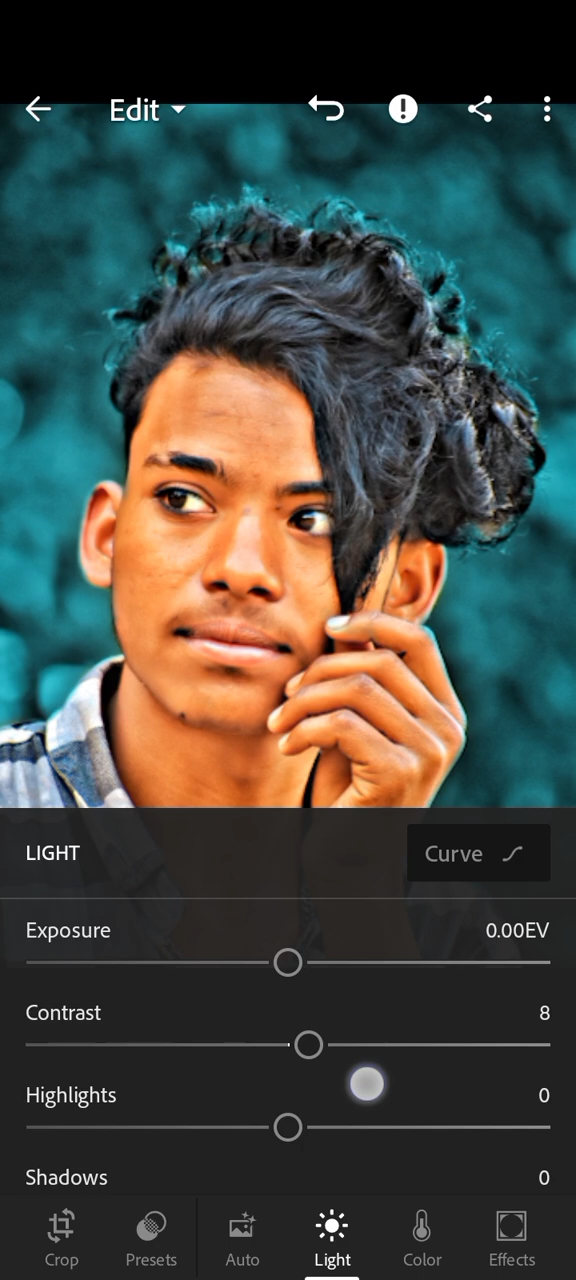 Edit
LIGHT
Curve
Exposure 0.00EV
Contrast 8
Highlights 0
Shadows 0
Crop Presets Auto Light Color Effects